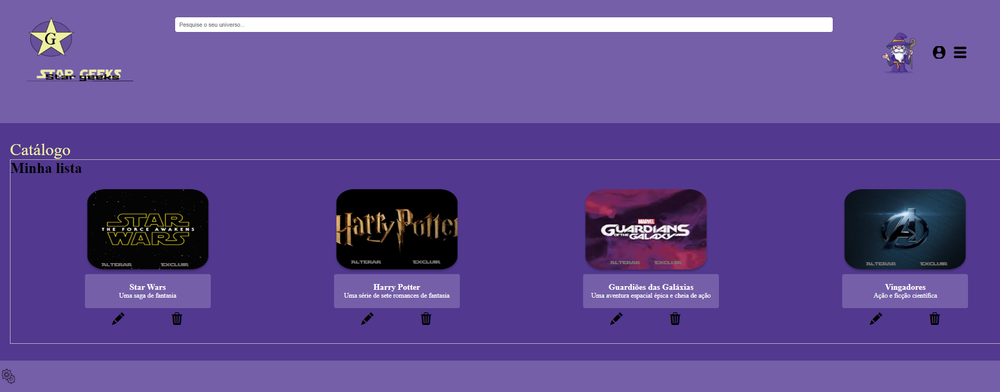 Pesquise o seu universo...
G
STAR GEEKS
Star geeks
Catálogo
Minha lista
STAR
THE FORCE AWAKENS
WARS
ALTERAR EXCLUIR
Star Wars
Uma saga de fantasia
Harry Potter
ALTERAR EXCLUIR
Harry Potter
Uma série de sete romances de fantasia
MARVEL
GUARDIANS
OF THE GALAXY
ALTERAR EXCLUIR
Guardiões das Galáxias
Uma aventura espacial épica e cheia de ação
A
ALTERAR EXCLUIR
Vingadores
Ação e ficção científica